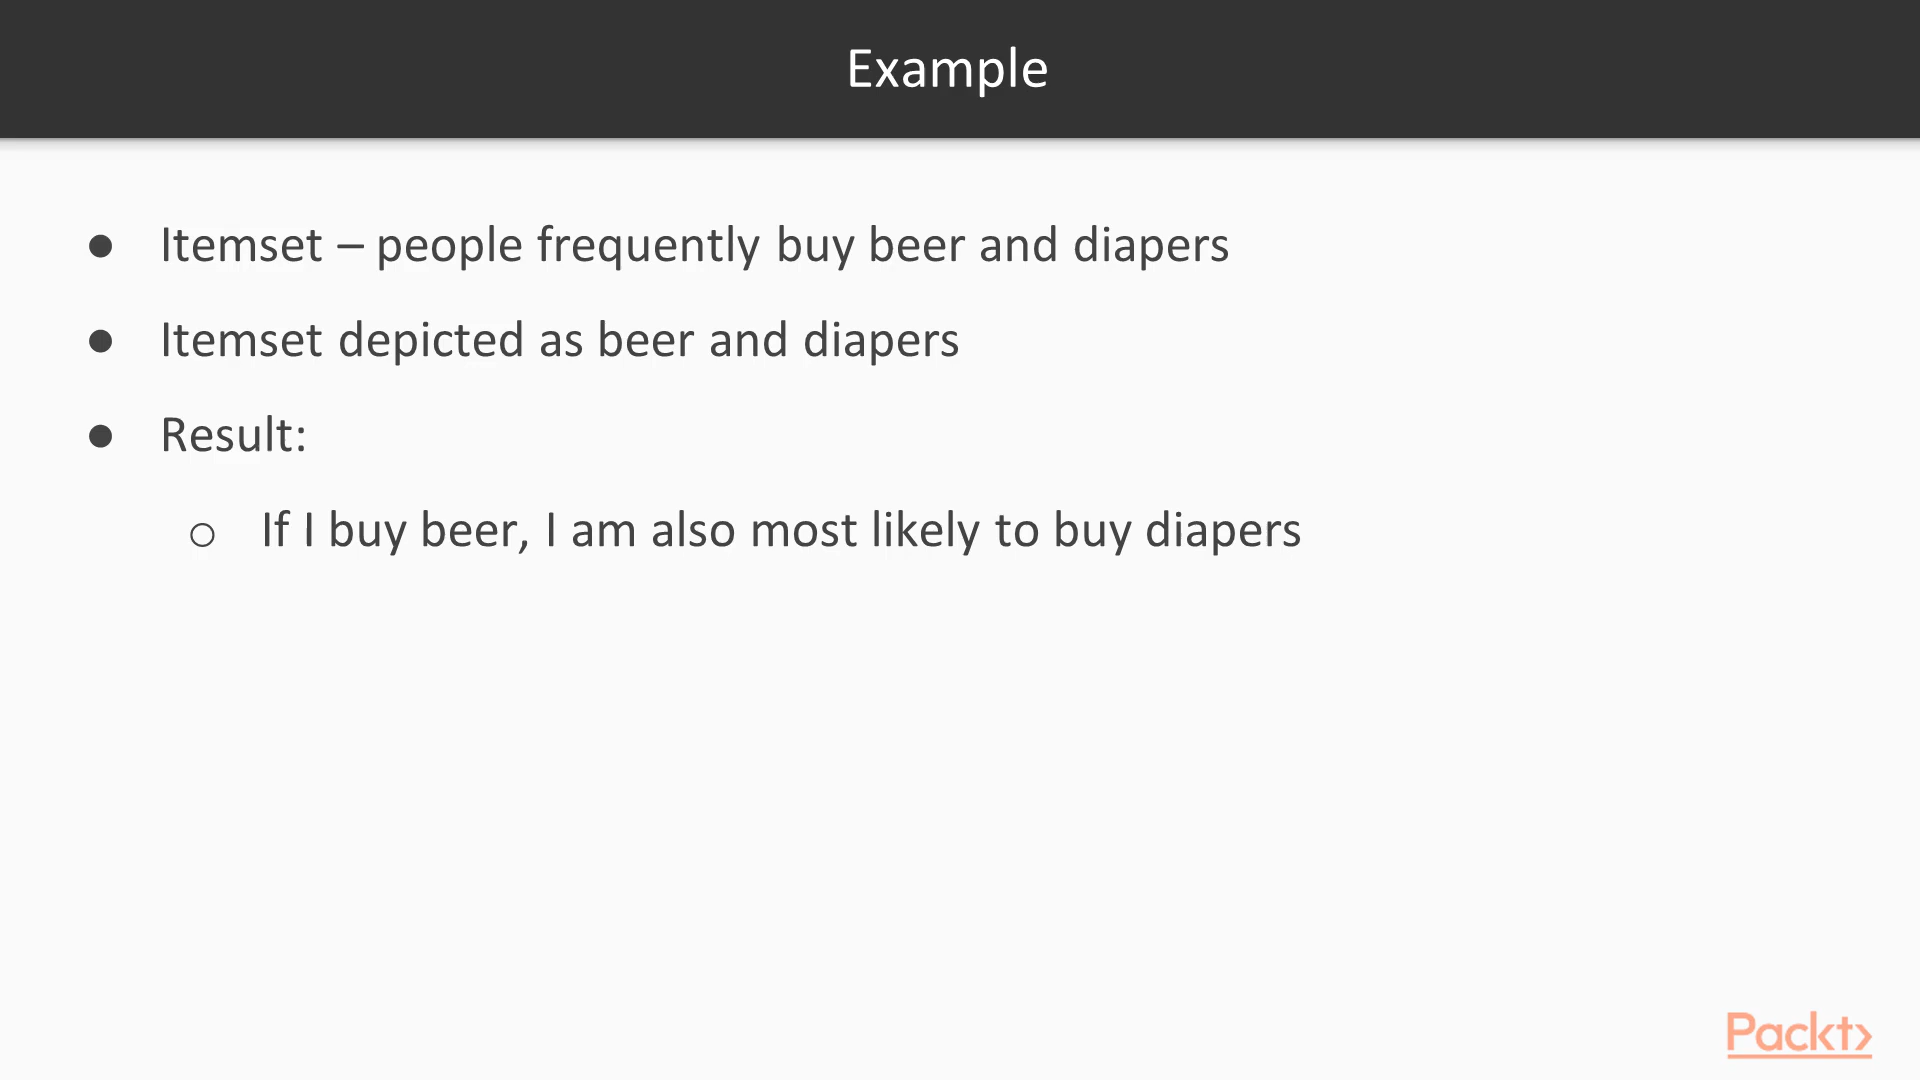 Example
● Itemset – people frequently buy beer and diapers
● Itemset depicted as beer and diapers
● Result:
○ If I buy beer, I am also most likely to buy diapers
Packt>